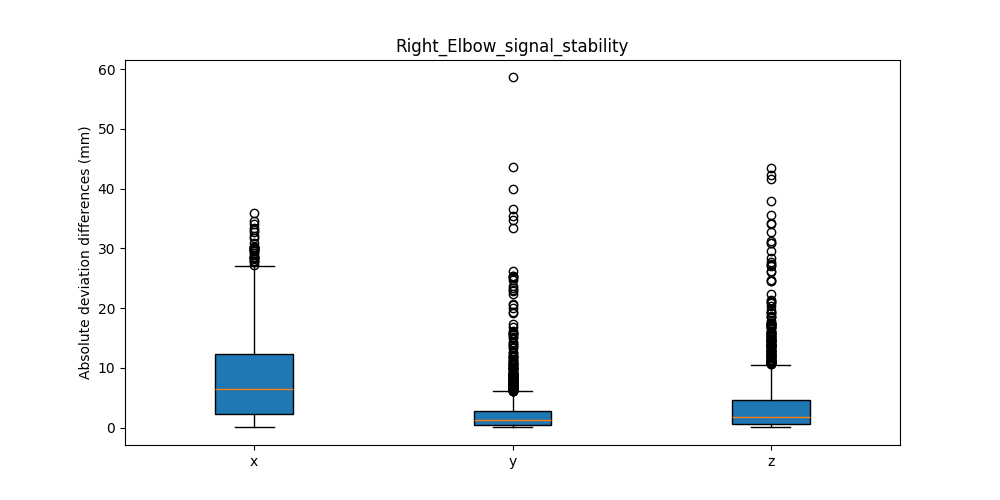 Right_Elbow_signal_stability
Absolute deviation differences (mm)
60
50
40
30
20
10
0
x
y
z